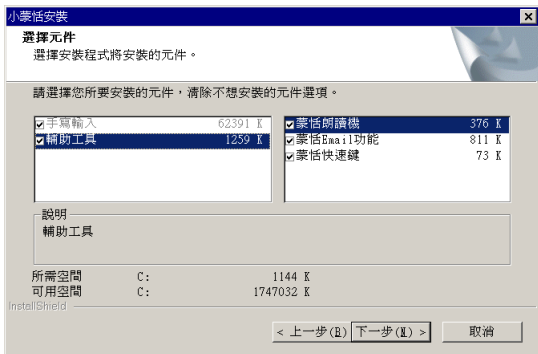 小蒙恬安裝
選擇元件
選擇安裝程式將安裝的元件。
請選擇您所要安裝的元件，清除不想安裝的元件選項。
手寫輸入 62391 K
輔助工具 1259 K
蒙恬朗讀機 376 K
蒙恬Email功能 811 K
蒙恬快速鍵 73 K
說明
輔助工具
所需空間 C: 1144 K
可用空間 C: 1747032 K
InstallShield
< 上一步(B) 下一步(N) > 取消